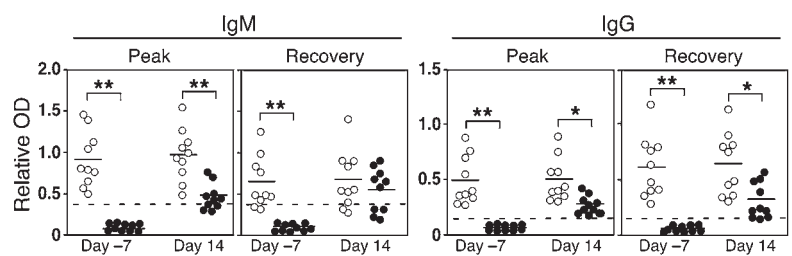 IgM IgG
Peak Recovery Peak Recovery
2.0 1.5
** ** ** ** * ** *
1.5 1.0
Relative OD
1.0
0.5 0.5
0 0
Day –7 Day 14 Day –7 Day 14 Day –7 Day 14 Day –7 Day 14